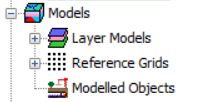 Models
Layer Models
Reference Grids
Modelled Objects